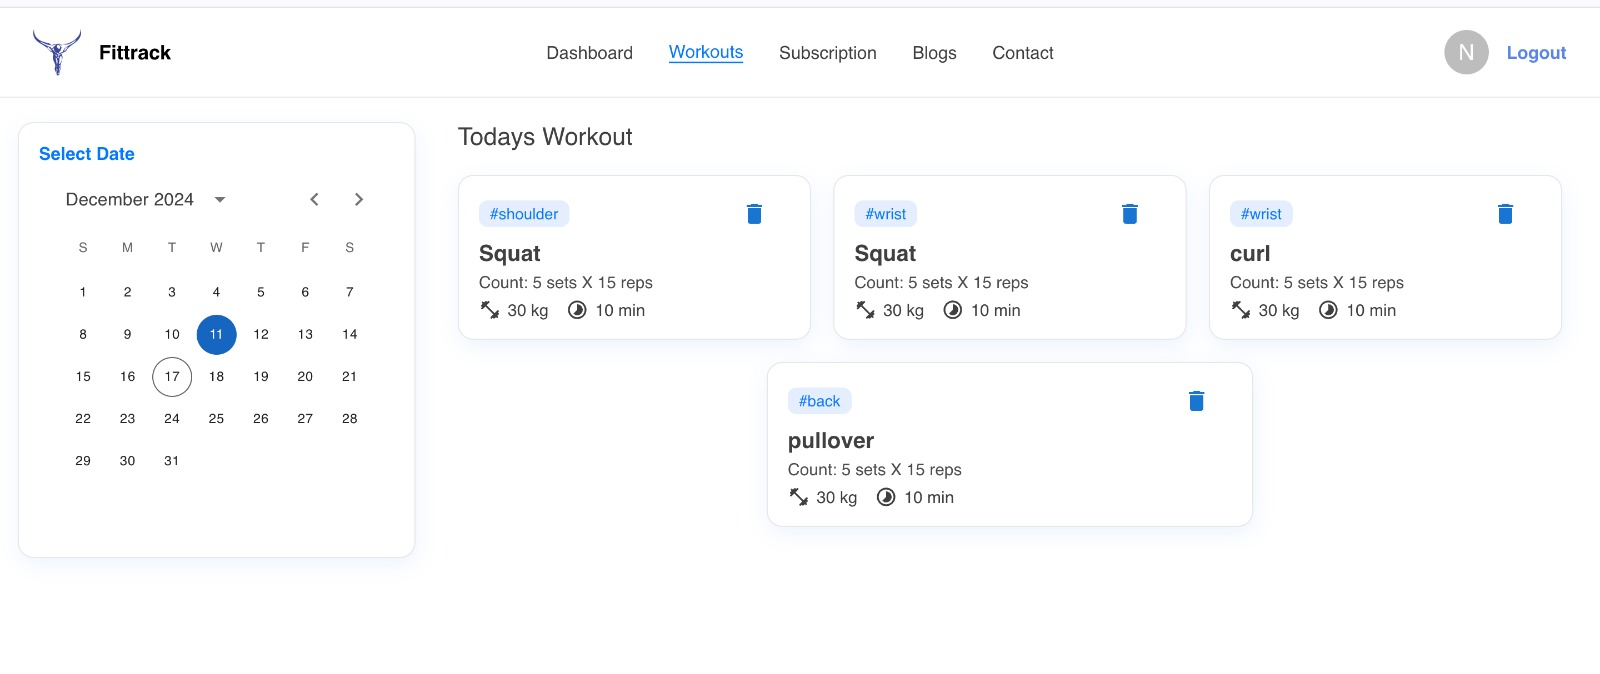 Fittrack
Dashboard Workouts Subscription Blogs Contact
N Logout
Select Date
December 2024
S M T W T F S
1 2 3 4 5 6 7
8 9 10 11 12 13 14
15 16 17 18 19 20 21
22 23 24 25 26 27 28
29 30 31
Todays Workout
#shoulder
Squat
Count: 5 sets X 15 reps
30 kg 10 min
#wrist
Squat
Count: 5 sets X 15 reps
30 kg 10 min
#wrist
curl
Count: 5 sets X 15 reps
30 kg 10 min
#back
pullover
Count: 5 sets X 15 reps
30 kg 10 min